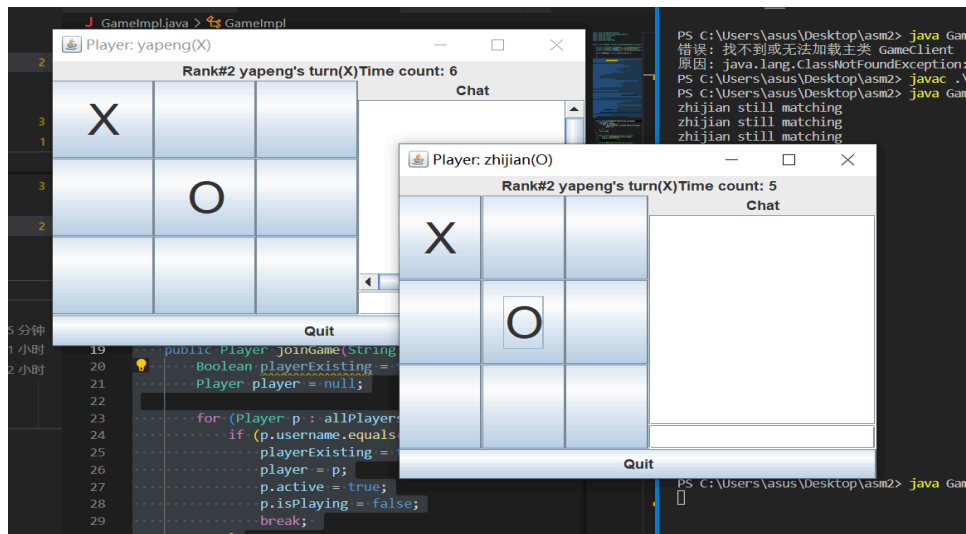 GameImpl.java > GameImpl
Player: yapeng(X)
Rank#2 yapeng's turn(X)Time count: 6
Chat
X
O
Quit
Player: zhijian(O)
Rank#2 yapeng's turn(X)Time count: 5
Chat
X
O
Quit
2
3
1
3
2
5 分钟
1 小时
2 小时
19 public Player joinGame(String
20 Boolean playerExisting =
21 Player player = null;
22
23 for (Player p : allPlayers
24 if (p.username.equals
25 playerExisting =
26 player = p;
27 p.active = true;
28 p.isPlaying = false;
29 break;
PS C:\Users\asus\Desktop\asm2> java Gam
错误: 找不到或无法加载主类 GameClient
原因: java.lang.ClassNotFoundException:
PS C:\Users\asus\Desktop\asm2> javac .\
PS C:\Users\asus\Desktop\asm2> java Gam
zhijian still matching
zhijian still matching
zhijian still matching
PS C:\Users\asus\Desktop\asm2> java Gam